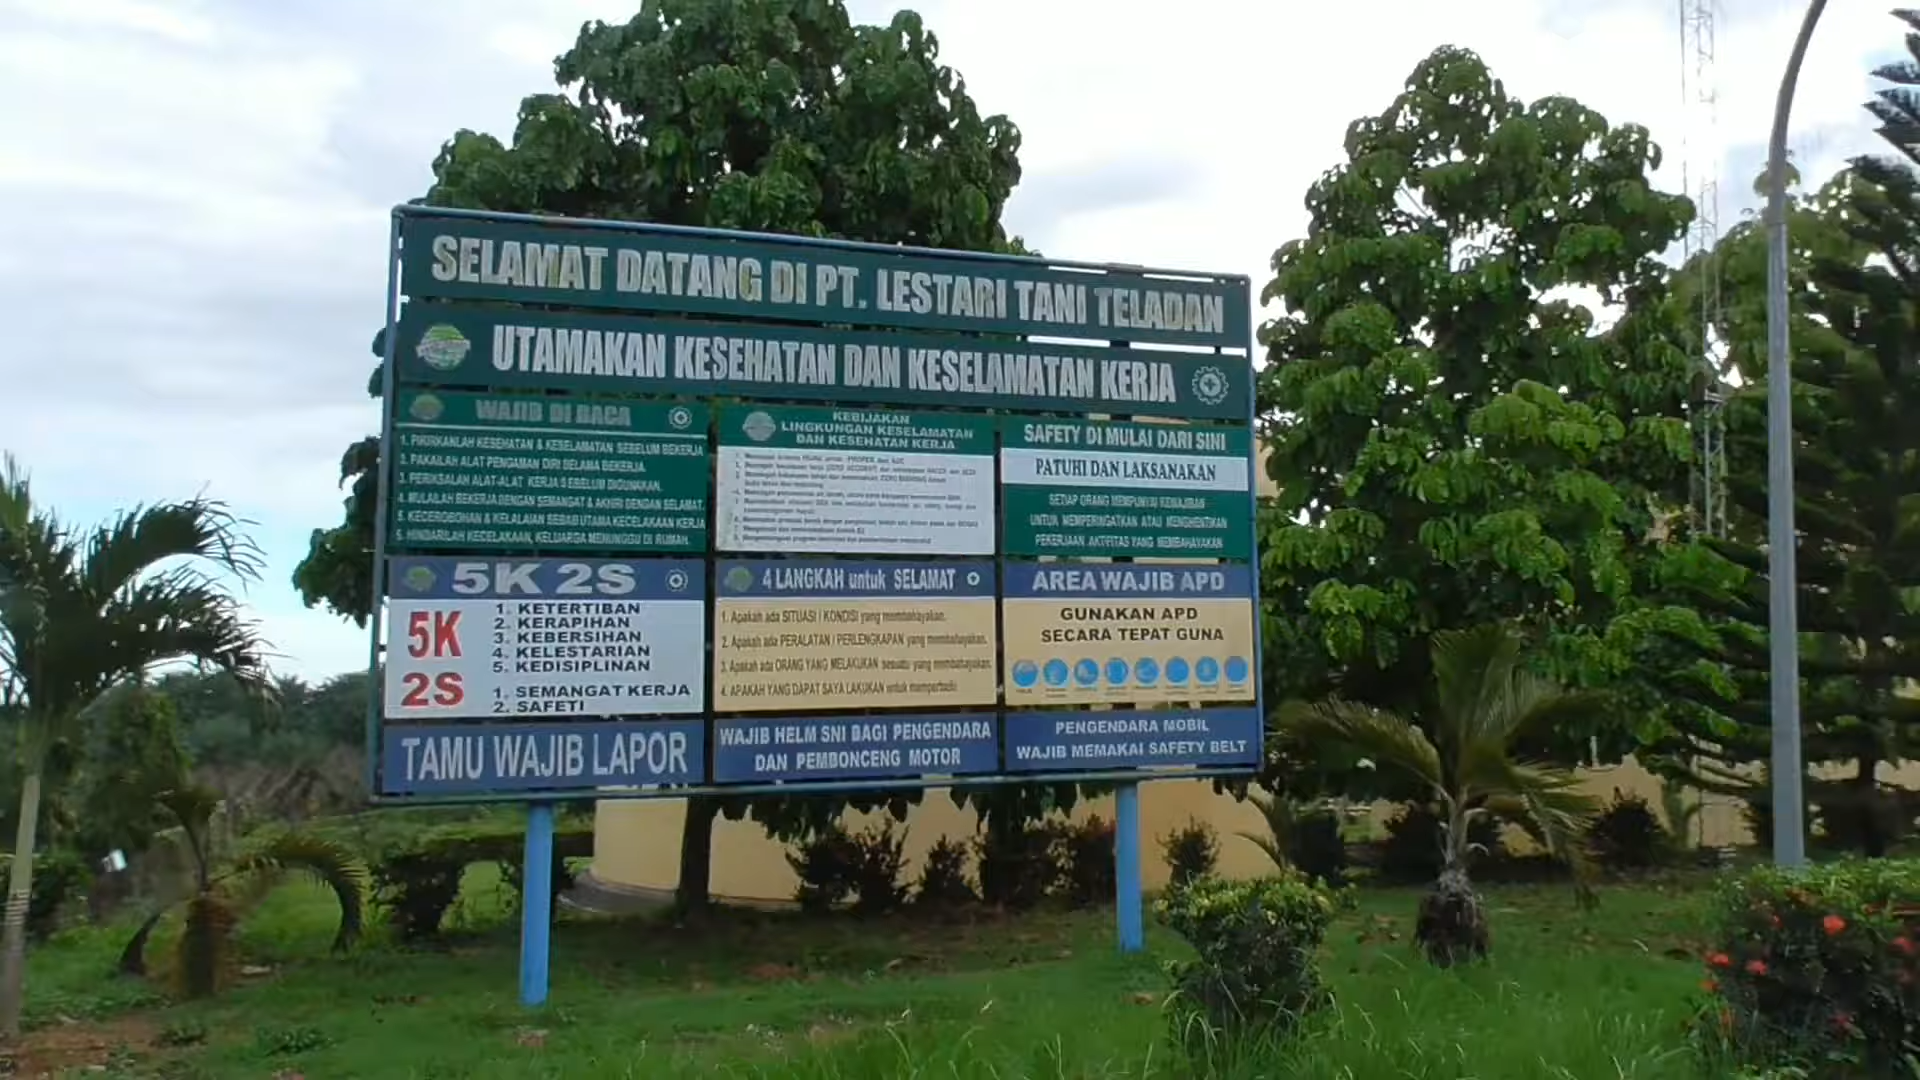 SELAMAT DATANG DI PT. LESTARI TANI TELADAN
UTAMAKAN KESEHATAN DAN KESELAMATAN KERJA
WAJIB DI BACA
1. PIKIRKANLAH KESEHATAN & KESELAMATAN SEBELUM BEKERJA
2. PAKAILAH ALAT PENGAMAN DIRI SELAMA BEKERJA.
3. PERIKSALAH ALAT-ALAT KERJA SEBELUM DIGUNAKAN.
4. MULAILAH BEKERJA DENGAN SEMANGAT & AKHIRI DENGAN SELAMAT.
5. KECEROBOHAN & KELALAIAN SEBAB UTAMA KECELAKAAN KERJA
6. HINDARILAH KECELAKAAN, KELUARGA MENUNGGU DI RUMAH.
KEBIJAKAN
LINGKUNGAN KESELAMATAN
DAN KESEHATAN KERJA
SAFETY DI MULAI DARI SINI
PATUHI DAN LAKSANAKAN
SETIAP ORANG MEMPUNYAI KEWAJIBAN
UNTUK MEMPERINGATKAN ATAU MENGHENTIKAN
PEKERJAAN AKTIFITAS YANG MEMBAHAYAKAN
5K 2S
5K
1. KETERTIBAN
2. KERAPIHAN
3. KEBERSIHAN
4. KELESTARIAN
5. KEDISIPLINAN
2S
1. SEMANGAT KERJA
2. SAFETI
4 LANGKAH untuk SELAMAT
1. Apakah ada SITUASI / KONDISI yang membahayakan.
2. Apakah ada PERALATAN / PERLENGKAPAN yang membahayakan.
3. Apakah ada ORANG YANG MELAKUKAN sesuatu yang membahayakan.
4. APAKAH YANG DAPAT SAYA LAKUKAN untuk memperbaiki
AREA WAJIB APD
GUNAKAN APD
SECARA TEPAT GUNA
TAMU WAJIB LAPOR
WAJIB HELM SNI BAGI PENGENDARA
DAN PEMBONCENG MOTOR
PENGENDARA MOBIL
WAJIB MEMAKAI SAFETY BELT